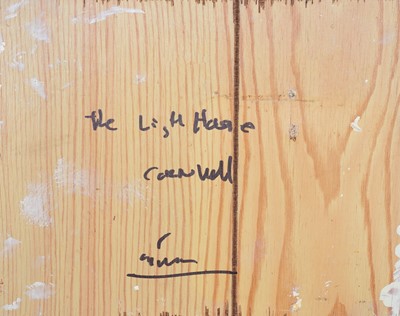 The Light House
Cornwall